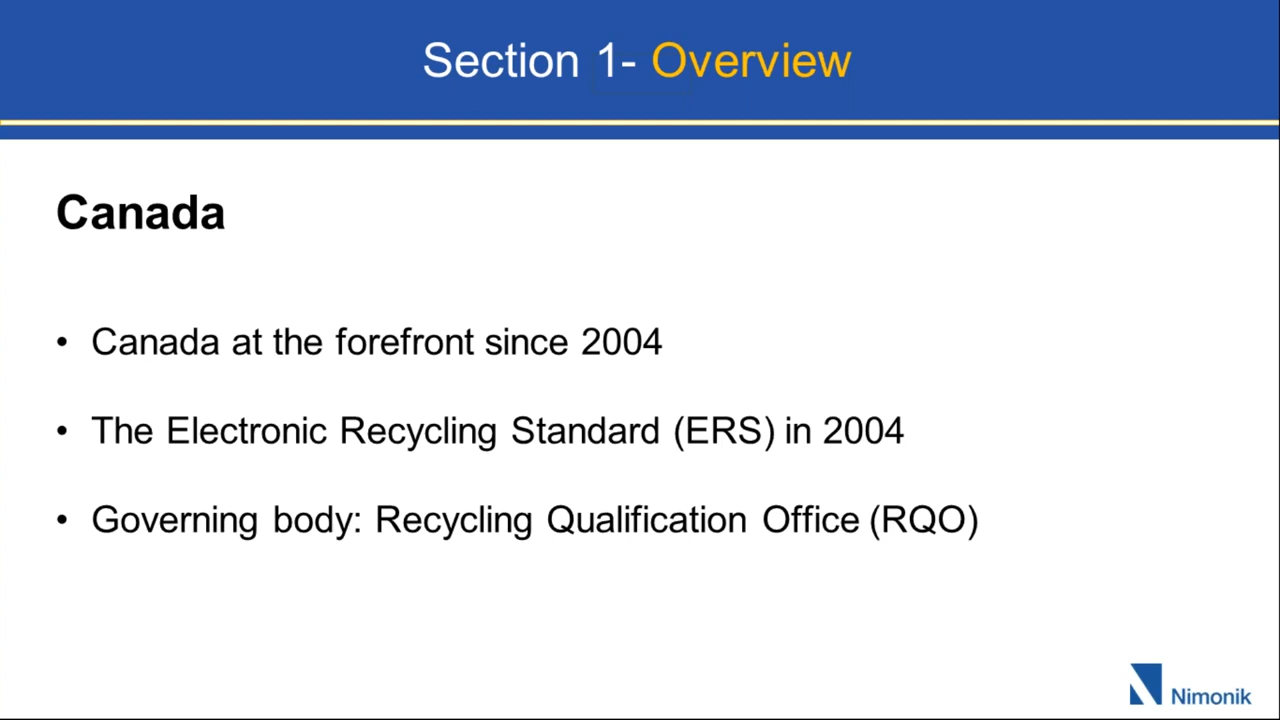 Section 1- Overview
Canada
• Canada at the forefront since 2004
• The Electronic Recycling Standard (ERS) in 2004
• Governing body: Recycling Qualification Office (RQO)
Nimonik